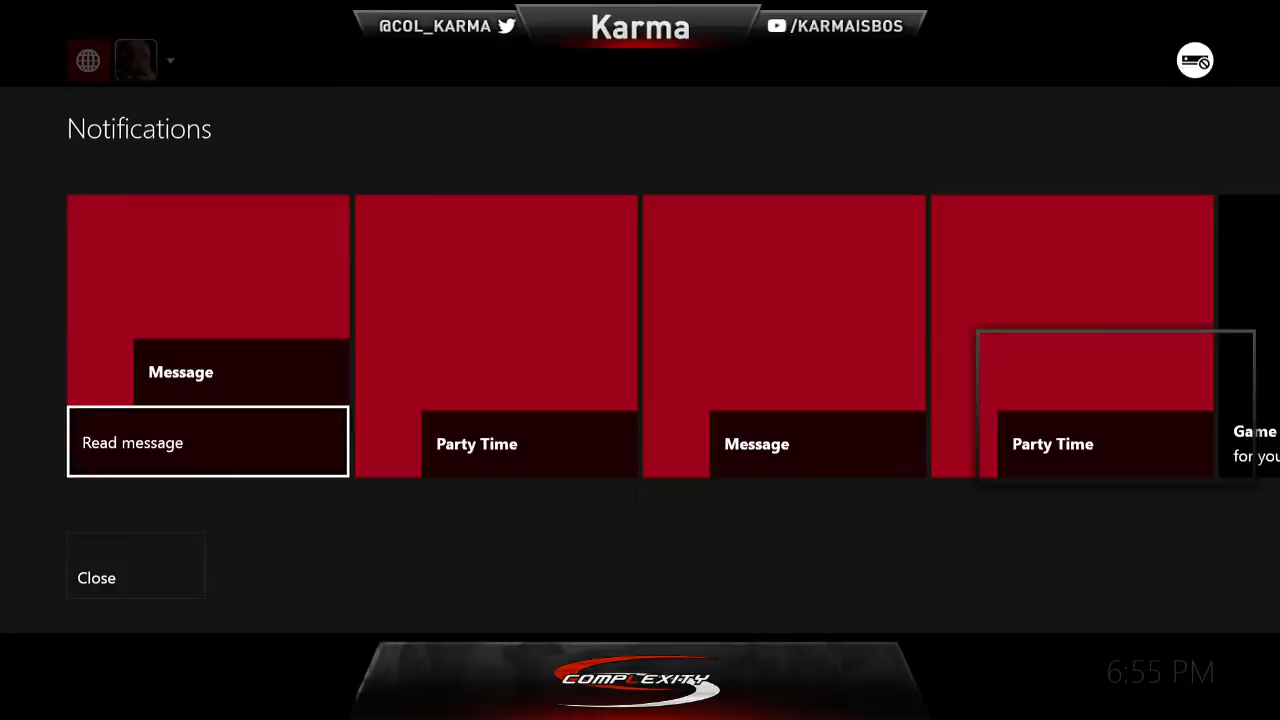 @COL_KARMA
Karma
/KARMAISBOS
Notifications
Message
Read message
Party Time
Message
Party Time
Game
for you
Close
COMPLEXITY
6:55 PM